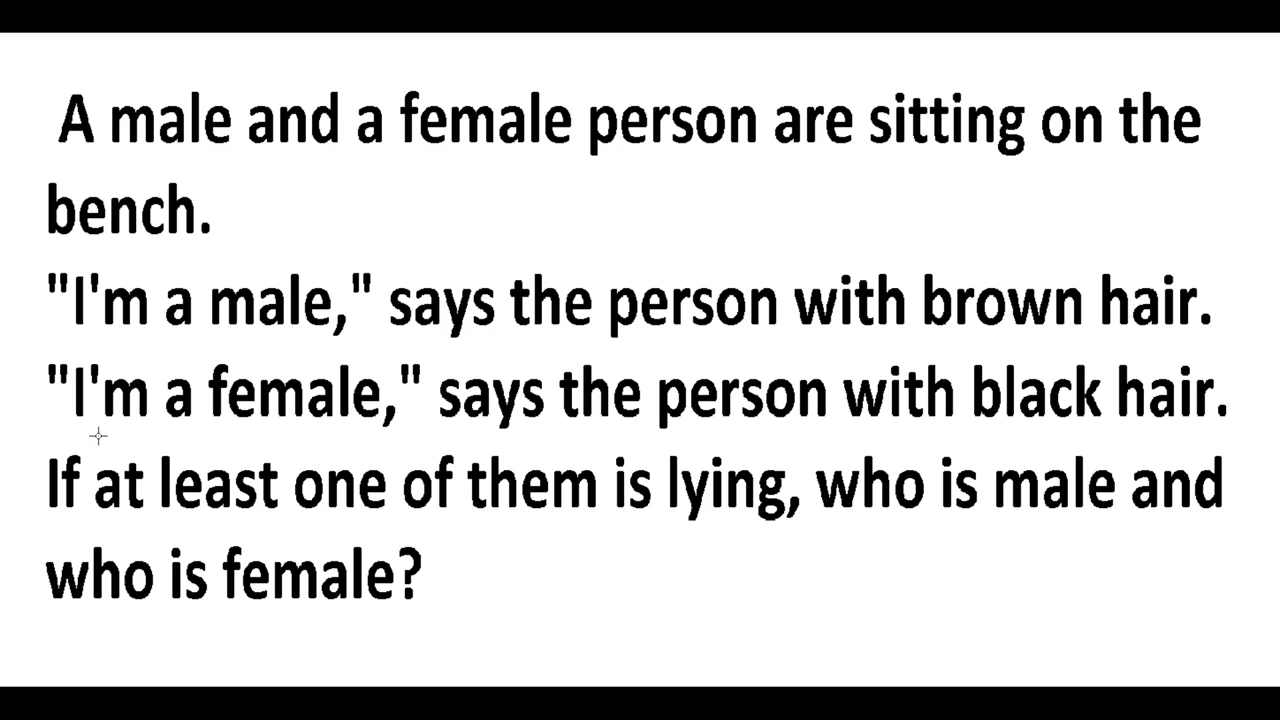 A male and a female person are sitting on the
bench.
"I'm a male," says the person with brown hair.
"I'm a female," says the person with black hair.
If at least one of them is lying, who is male and
who is female?